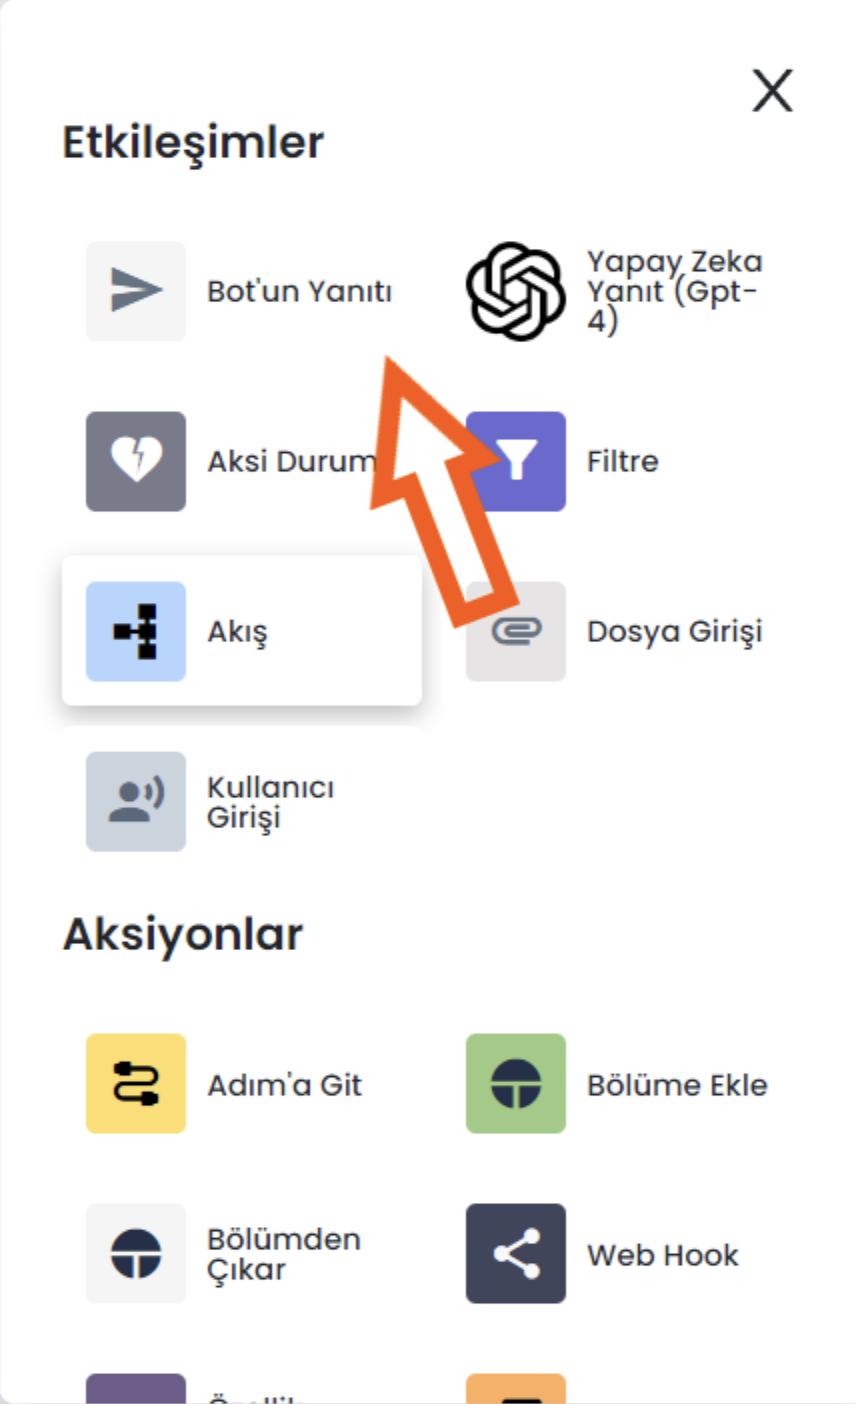 X
Etkileşimler
Bot'un Yanıtı
Yapay Zeka
Yanıt (Gpt-
4)
Aksi Durum
Filtre
Akış
Dosya Girişi
Kullanıcı
Girişi
Aksiyonlar
Adım'a Git
Bölüme Ekle
Bölümden
Çıkar
Web Hook